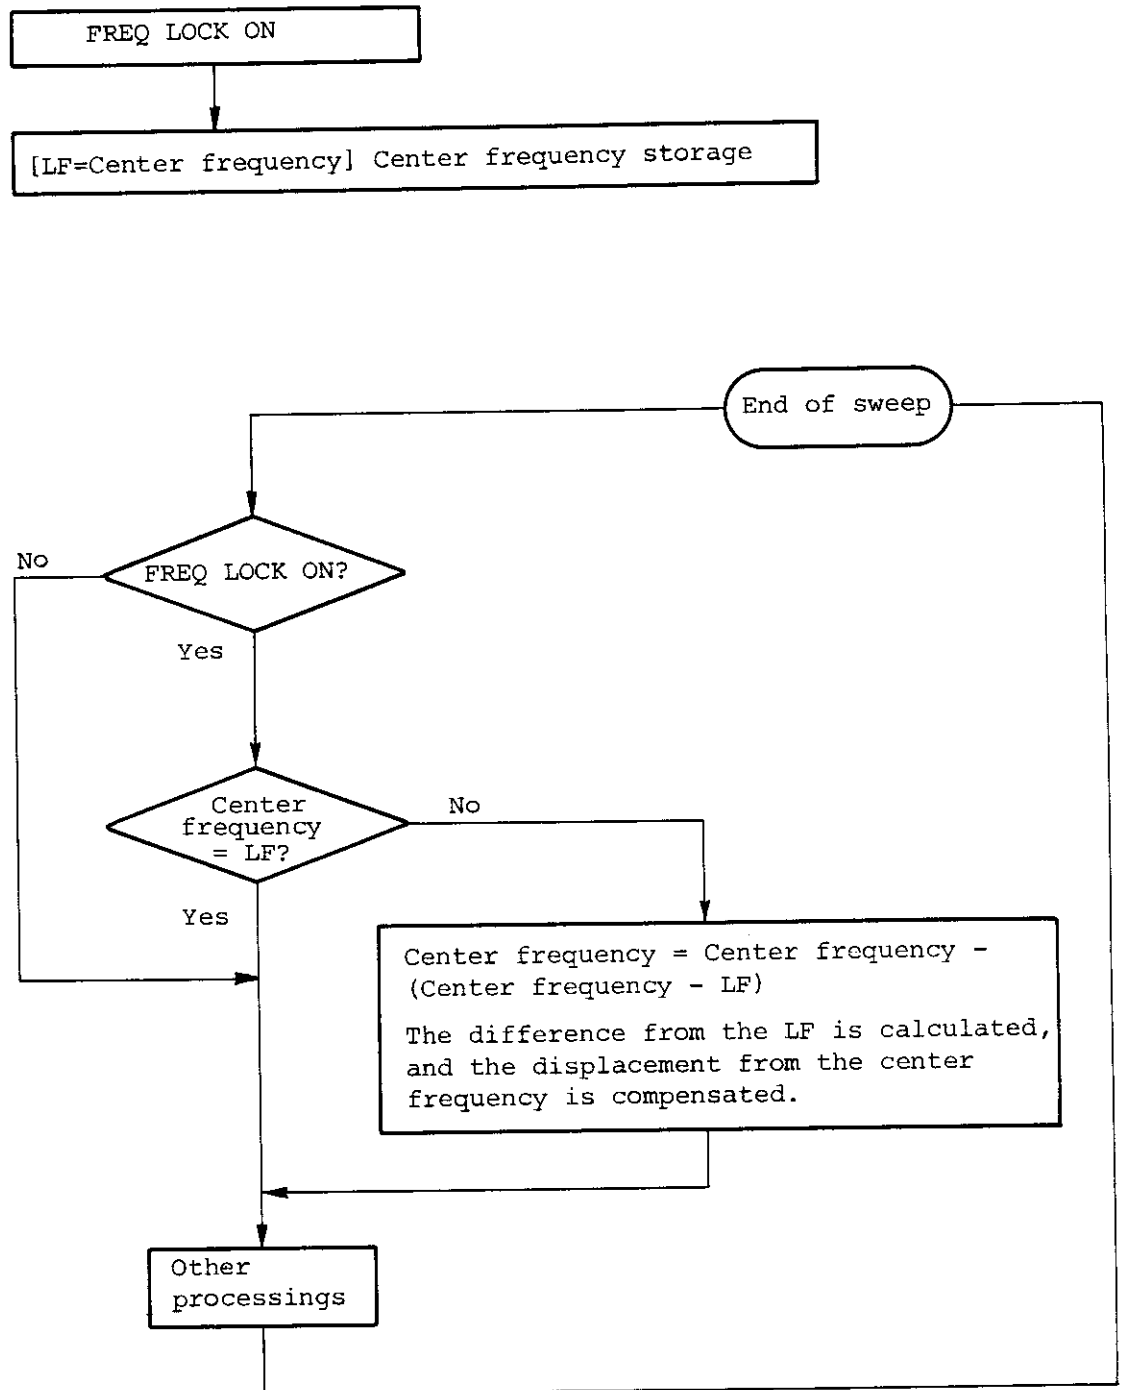 FREQ LOCK ON
[LF=Center frequency] Center frequency storage
End of sweep
No
FREQ LOCK ON?
Yes
Center
frequency
= LF?
No
Yes
Center frequency = Center frequency -
(Center frequency - LF)
The difference from the LF is calculated,
and the displacement from the center
frequency is compensated.
Other
processings